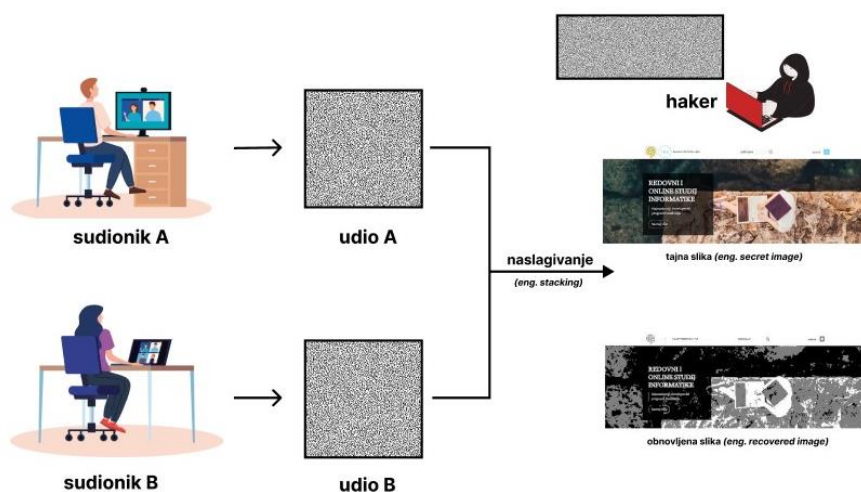 haker
sudionik A
udio A
REDOVNI I
ONLINE STUDIJ
INFORMATIKE
tajna slika (eng. secret image)
naslagivanje
(eng. stacking)
sudionik B
udio B
REDOVNI I
ONLINE STUDIJ
INFORMATIKE
obnovljena slika (eng. recovered image)